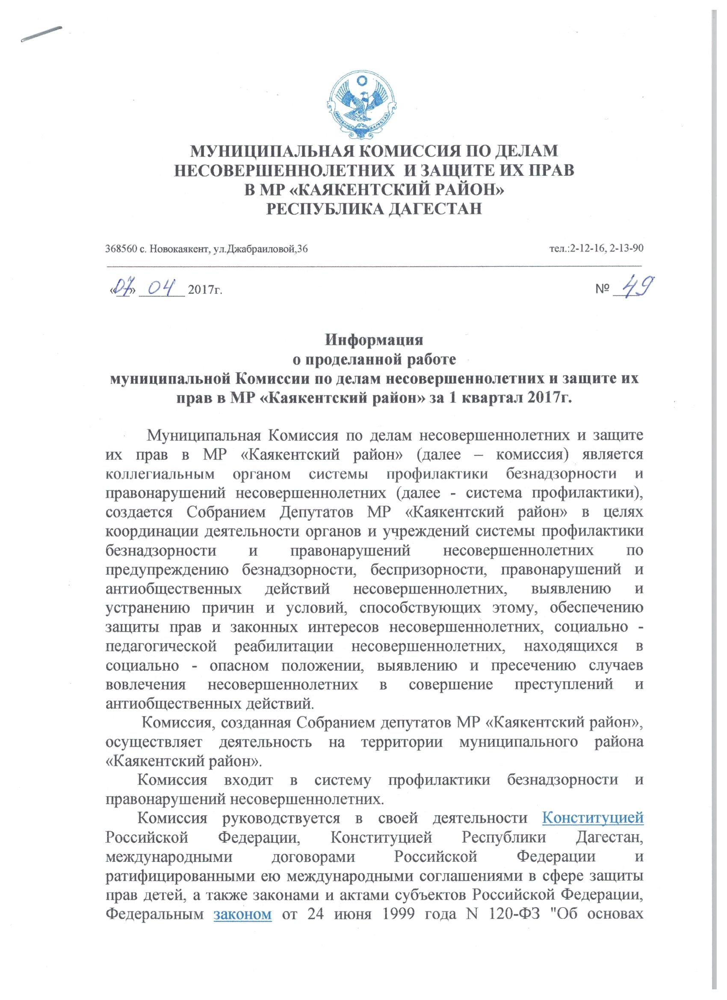 РЕСПУБЛИКА ДАГЕСТАН
МУНИЦИПАЛЬНАЯ КОМИССИЯ ПО ДЕЛАМ
НЕСОВЕРШЕННОЛЕТНИХ И ЗАЩИТЕ ИХ ПРАВ
В МР «КАЯКЕНТСКИЙ РАЙОН»
РЕСПУБЛИКА ДАГЕСТАН
368560 с. Новокаякент, ул.Джабраиловой,36 тел.:2-12-16, 2-13-90
«07» 04 2017г. № 49
Информация
о проделанной работе
муниципальной Комиссии по делам несовершеннолетних и защите их
прав в МР «Каякентский район» за 1 квартал 2017г.
Муниципальная Комиссия по делам несовершеннолетних и защите
их прав в МР «Каякентский район» (далее – комиссия) является
коллегиальным органом системы профилактики безнадзорности и
правонарушений несовершеннолетних (далее - система профилактики),
создается Собранием Депутатов МР «Каякентский район» в целях
координации деятельности органов и учреждений системы профилактики
безнадзорности и правонарушений несовершеннолетних по
предупреждению безнадзорности, беспризорности, правонарушений и
антиобщественных действий несовершеннолетних, выявлению и
устранению причин и условий, способствующих этому, обеспечению
защиты прав и законных интересов несовершеннолетних, социально -
педагогической реабилитации несовершеннолетних, находящихся в
социально - опасном положении, выявлению и пресечению случаев
вовлечения несовершеннолетних в совершение преступлений и
антиобщественных действий.
Комиссия, созданная Собранием депутатов МР «Каякентский район»,
осуществляет деятельность на территории муниципального района
«Каякентский район».
Комиссия входит в систему профилактики безнадзорности и
правонарушений несовершеннолетних.
Комиссия руководствуется в своей деятельности Конституцией
Российской Федерации, Конституцией Республики Дагестан,
международными договорами Российской Федерации и
ратифицированными ею международными соглашениями в сфере защиты
прав детей, а также законами и актами субъектов Российской Федерации,
Федеральным законом от 24 июня 1999 года N 120-ФЗ "Об основах